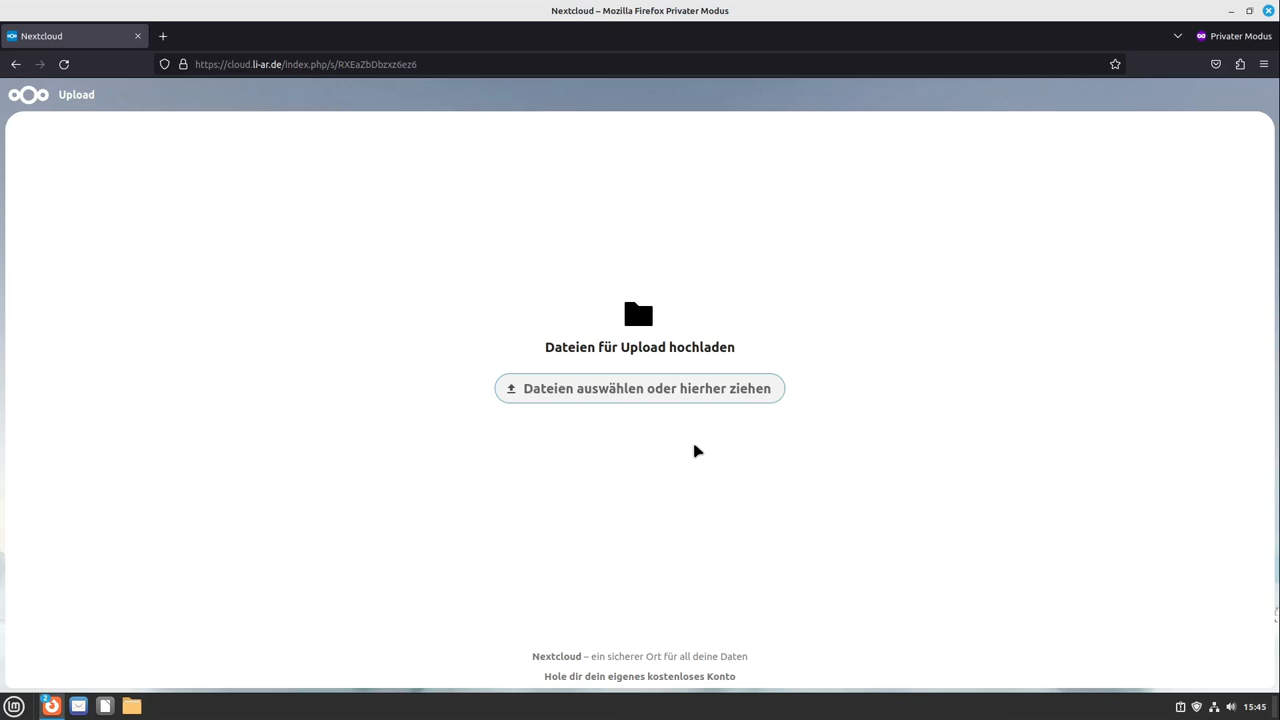 Nextcloud – Mozilla Firefox Privater Modus
Nextcloud
Privater Modus
https://cloud.li-ar.de/index.php/s/RXEaZbDbzxz6ez6
Upload
Dateien für Upload hochladen
Dateien auswählen oder hierher ziehen
Nextcloud – ein sicherer Ort für all deine Daten
Hole dir dein eigenes kostenloses Konto
2
15:45